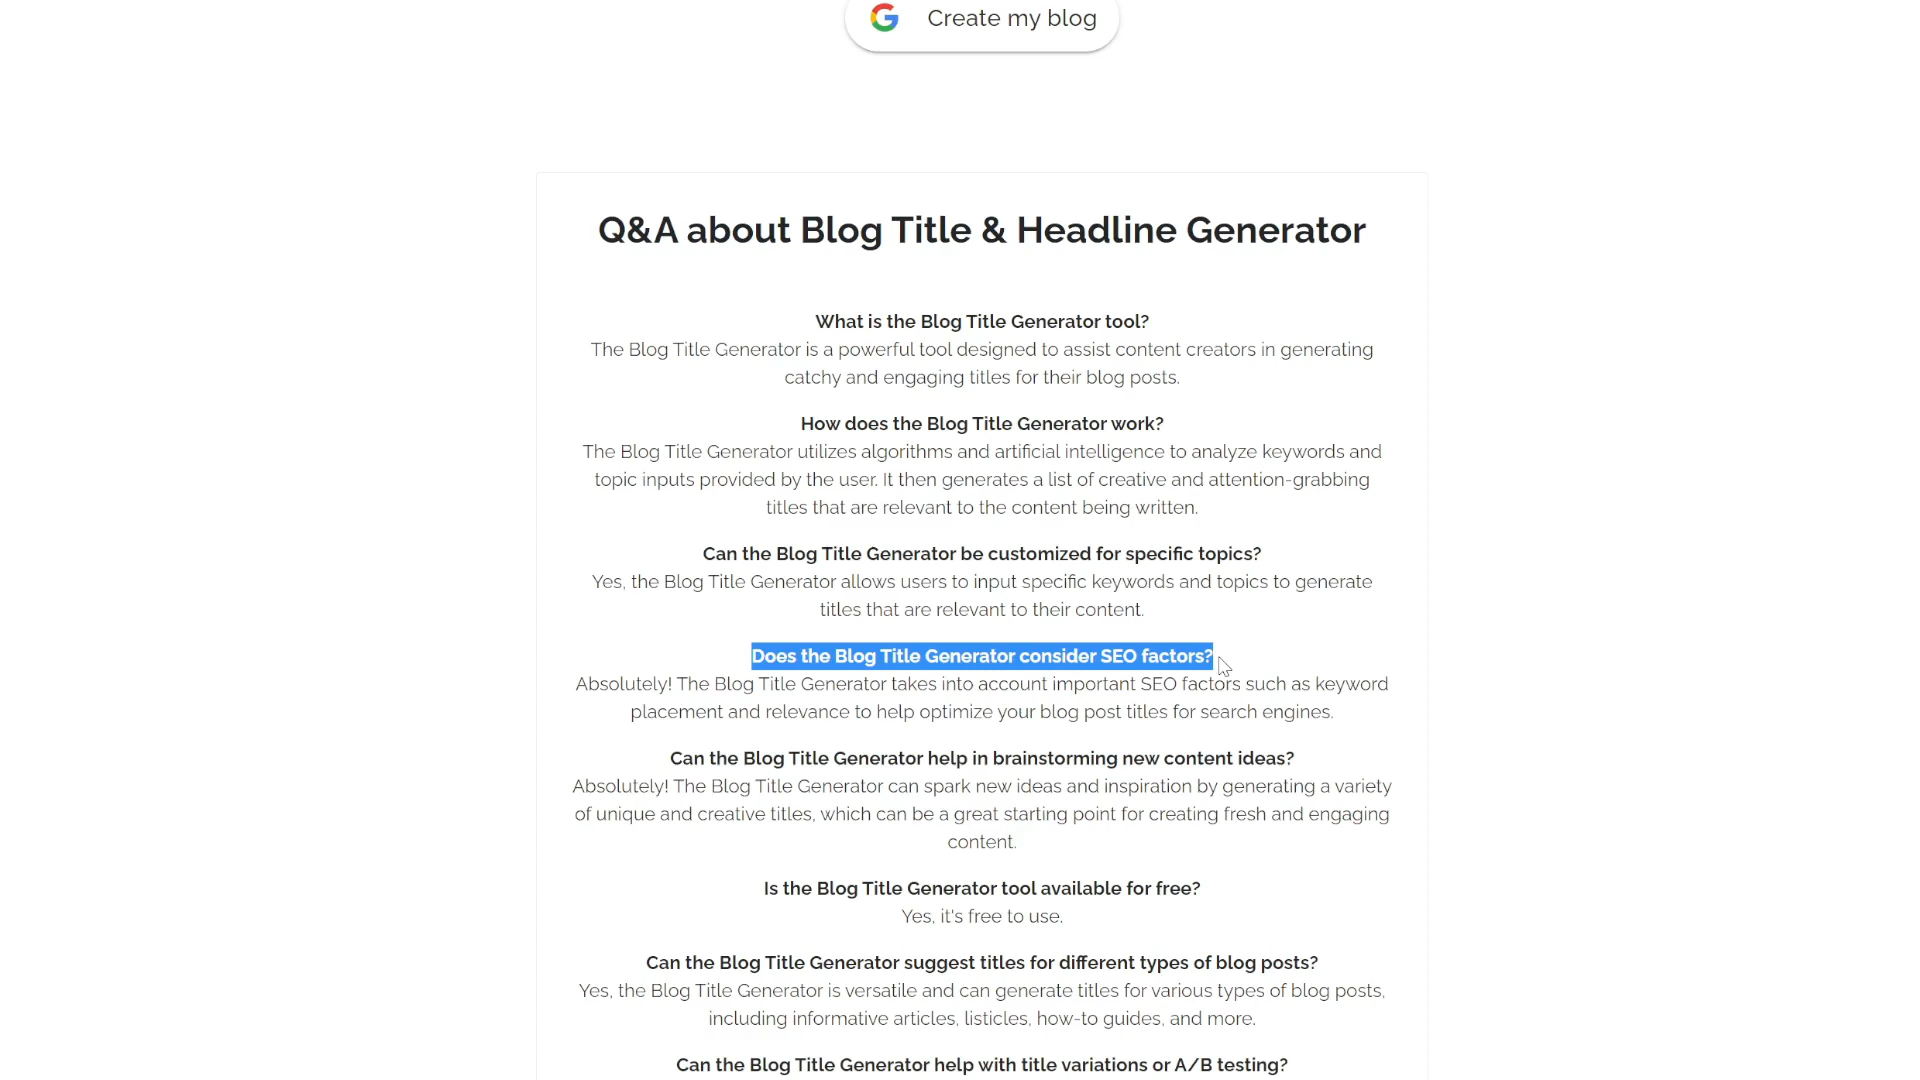 Create my blog
Q&A about Blog Title & Headline Generator
What is the Blog Title Generator tool?
The Blog Title Generator is a powerful tool designed to assist content creators in generating
catchy and engaging titles for their blog posts.
How does the Blog Title Generator work?
The Blog Title Generator utilizes algorithms and artificial intelligence to analyze keywords and
topic inputs provided by the user. It then generates a list of creative and attention-grabbing
titles that are relevant to the content being written.
Can the Blog Title Generator be customized for specific topics?
Yes, the Blog Title Generator allows users to input specific keywords and topics to generate
titles that are relevant to their content.
Does the Blog Title Generator consider SEO factors?
Absolutely! The Blog Title Generator takes into account important SEO factors such as keyword
placement and relevance to help optimize your blog post titles for search engines.
Can the Blog Title Generator help in brainstorming new content ideas?
Absolutely! The Blog Title Generator can spark new ideas and inspiration by generating a variety
of unique and creative titles, which can be a great starting point for creating fresh and engaging
content.
Is the Blog Title Generator tool available for free?
Yes, it's free to use.
Can the Blog Title Generator suggest titles for different types of blog posts?
Yes, the Blog Title Generator is versatile and can generate titles for various types of blog posts,
including informative articles, listicles, how-to guides, and more.
Can the Blog Title Generator help with title variations or A/B testing?